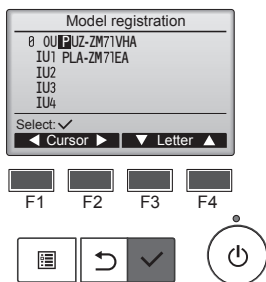 Model registration
0 OU PUZ-ZM71VHA
IU1 PLA-ZM71EA
IU2
IU3
IU4
Select: ✓
◀ Cursor ▶ ▼ Letter ▲
F1 F2 F3 F4